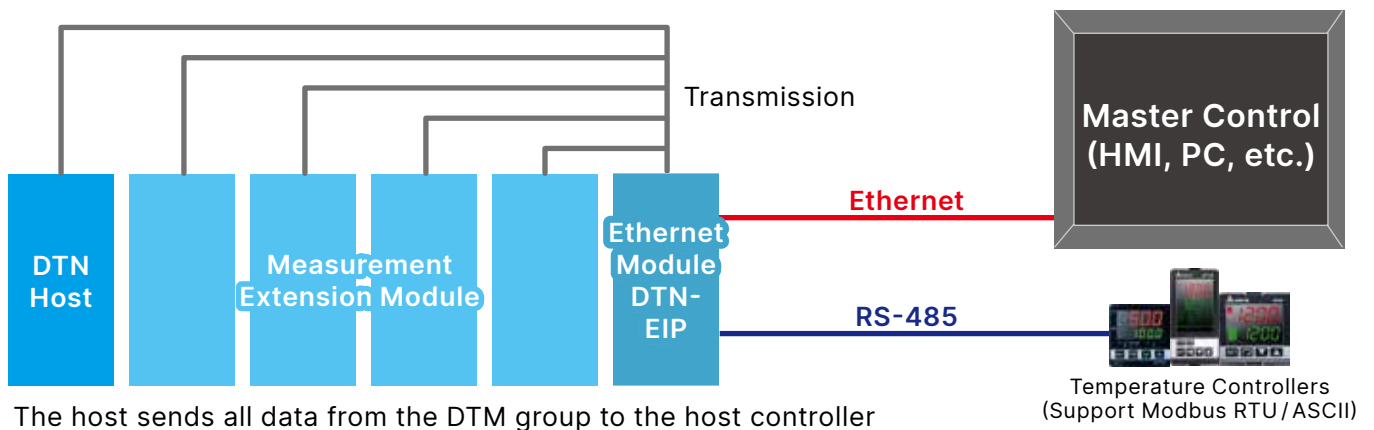 Transmission
Master Control
(HMI, PC, etc.)
Ethernet
DTN
Host
Measurement
Extension Module
Ethernet
Module
DTN-
EIP
RS-485
Temperature Controllers
(Support Modbus RTU/ASCII)
The host sends all data from the DTM group to the host controller